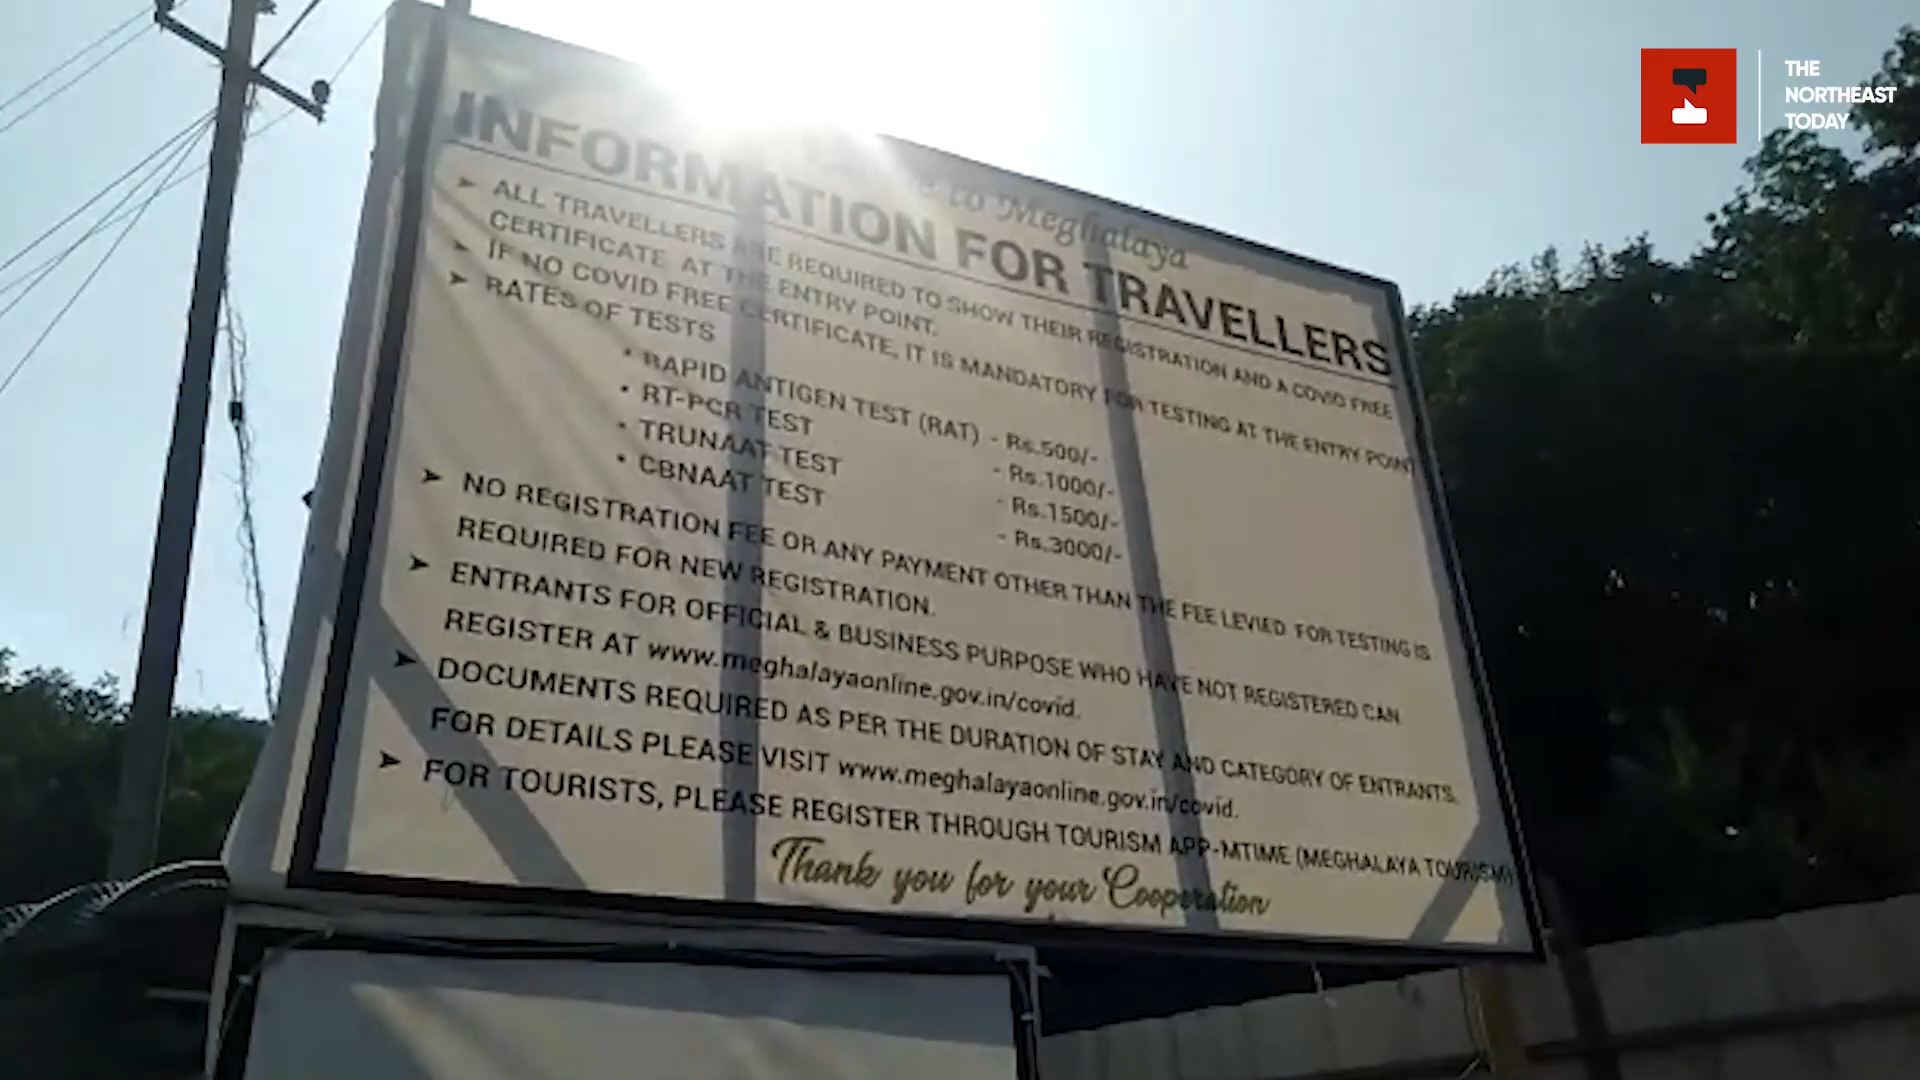 to Meghalaya
INFORMATION FOR TRAVELLERS
➤ ALL TRAVELLERS ARE REQUIRED TO SHOW THEIR REGISTRATION AND A COVID FREE
CERTIFICATE AT THE ENTRY POINT.
➤ IF NO COVID FREE CERTIFICATE, IT IS MANDATORY FOR TESTING AT THE ENTRY POINT
➤ RATES OF TESTS
• RAPID ANTIGEN TEST (RAT) - Rs.500/-
• RT-PCR TEST - Rs.1000/-
• TRUNAAT TEST - Rs.1500/-
• CBNAAT TEST - Rs.3000/-
➤ NO REGISTRATION FEE OR ANY PAYMENT OTHER THAN THE FEE LEVIED FOR TESTING IS
REQUIRED FOR NEW REGISTRATION.
➤ ENTRANTS FOR OFFICIAL & BUSINESS PURPOSE WHO HAVE NOT REGISTERED CAN
REGISTER AT www.meghalayaonline.gov.in/covid.
➤ DOCUMENTS REQUIRED AS PER THE DURATION OF STAY AND CATEGORY OF ENTRANTS.
FOR DETAILS PLEASE VISIT www.meghalayaonline.gov.in/covid.
➤ FOR TOURISTS, PLEASE REGISTER THROUGH TOURISM APP-MTIME (MEGHALAYA TOURISM)
Thank you for your Cooperation
THE
NORTHEAST
TODAY